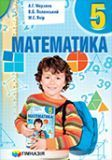 А.Г. Мерзляк
В.Б. Полонський
М.С. Якір
5
МАТЕМАТИКА
ГІМНАЗІЯ